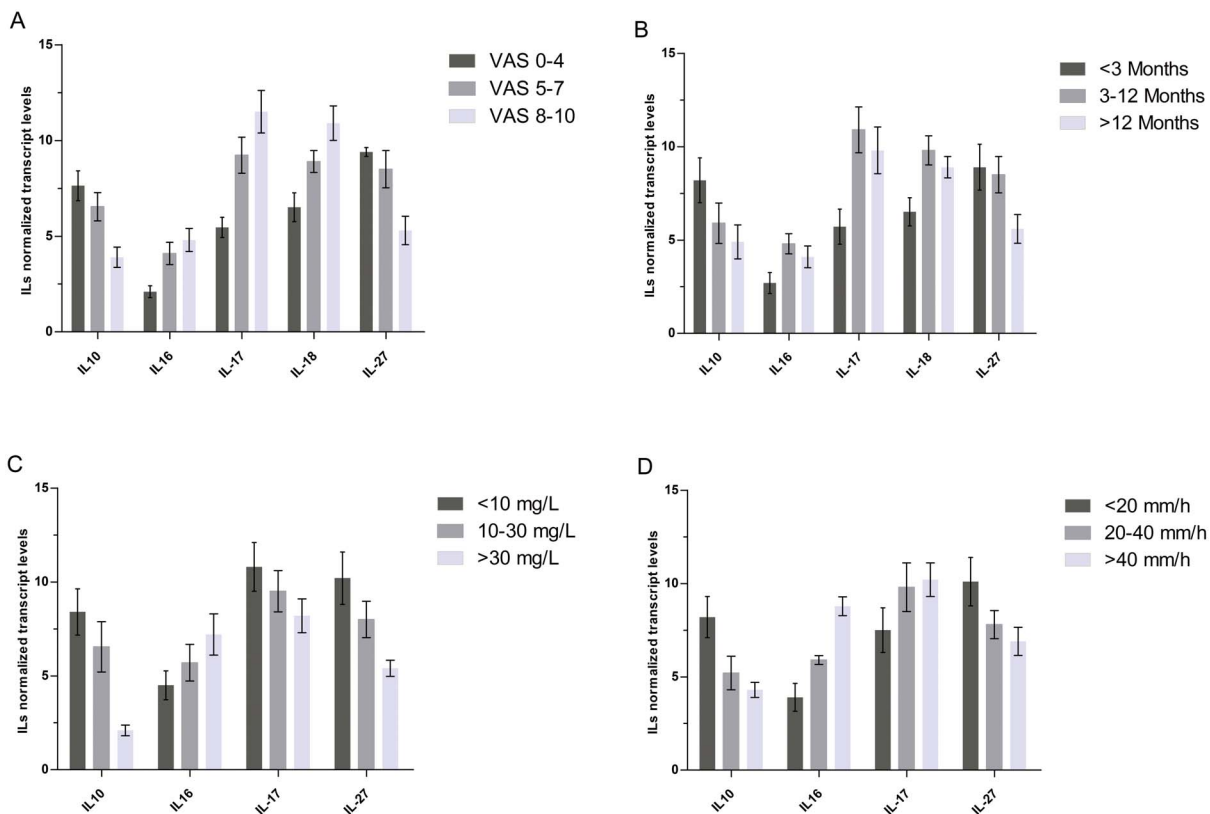 A
ILs normalized transcript levels
15
10
5
0
IL10
IL16
IL-17
IL-18
IL-27
VAS 0-4
VAS 5-7
VAS 8-10
B
ILs normalized transcript levels
15
10
5
0
IL10
IL16
IL-17
IL-18
IL-27
<3 Months
3-12 Months
>12 Months
C
ILs normalized transcript levels
15
10
5
0
IL10
IL16
IL-17
IL-27
<10 mg/L
10-30 mg/L
>30 mg/L
D
ILs normalized transcript levels
15
10
5
0
IL10
IL16
IL-17
IL-27
<20 mm/h
20-40 mm/h
>40 mm/h